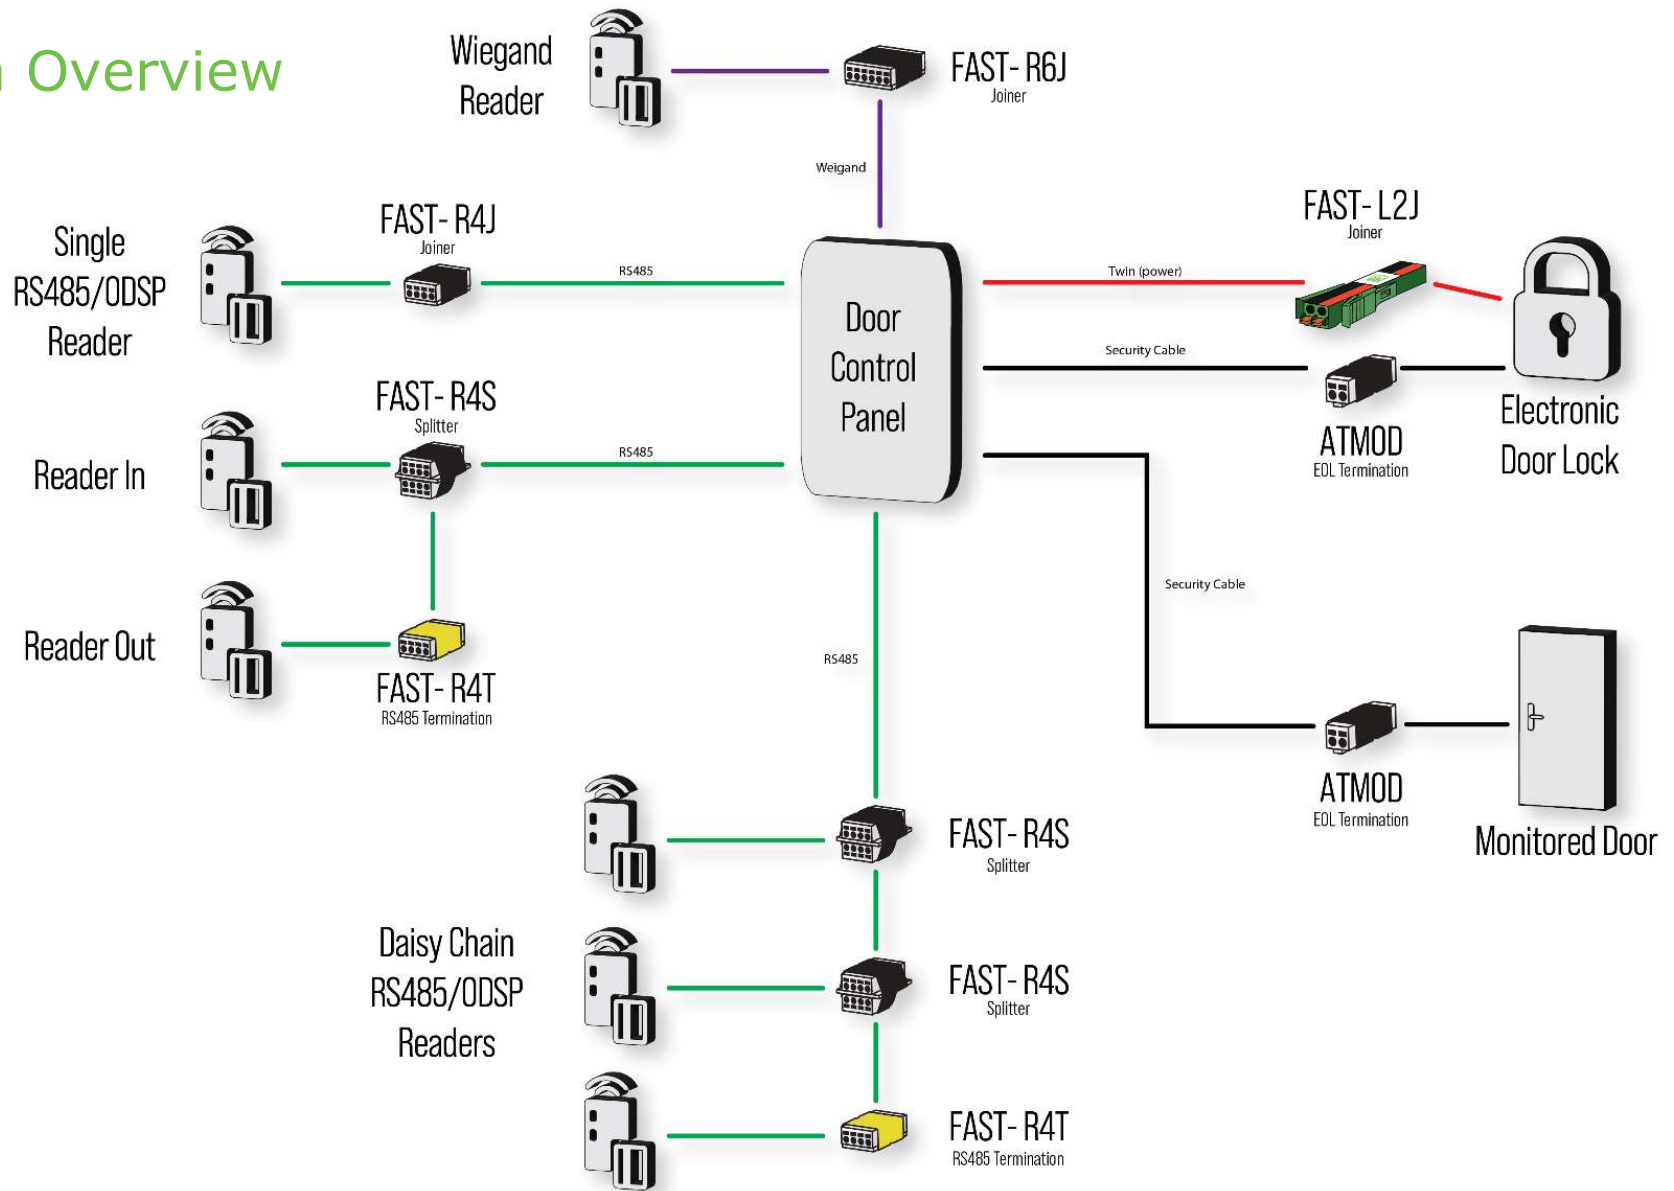 n Overview
Wiegand
Reader
FAST-R6J
Joiner
Weigand
Single
RS485/ODSP
Reader
FAST-R4J
Joiner
RS485
FAST-L2J
Joiner
Twin (power)
Door
Control
Panel
Security Cable
ATMOD
EOL Termination
Electronic
Door Lock
Reader In
FAST-R4S
Splitter
RS485
Security Cable
Reader Out
FAST-R4T
RS485 Termination
RS485
ATMOD
EOL Termination
Monitored Door
FAST-R4S
Splitter
Daisy Chain
RS485/ODSP
Readers
FAST-R4S
Splitter
FAST-R4T
RS485 Termination